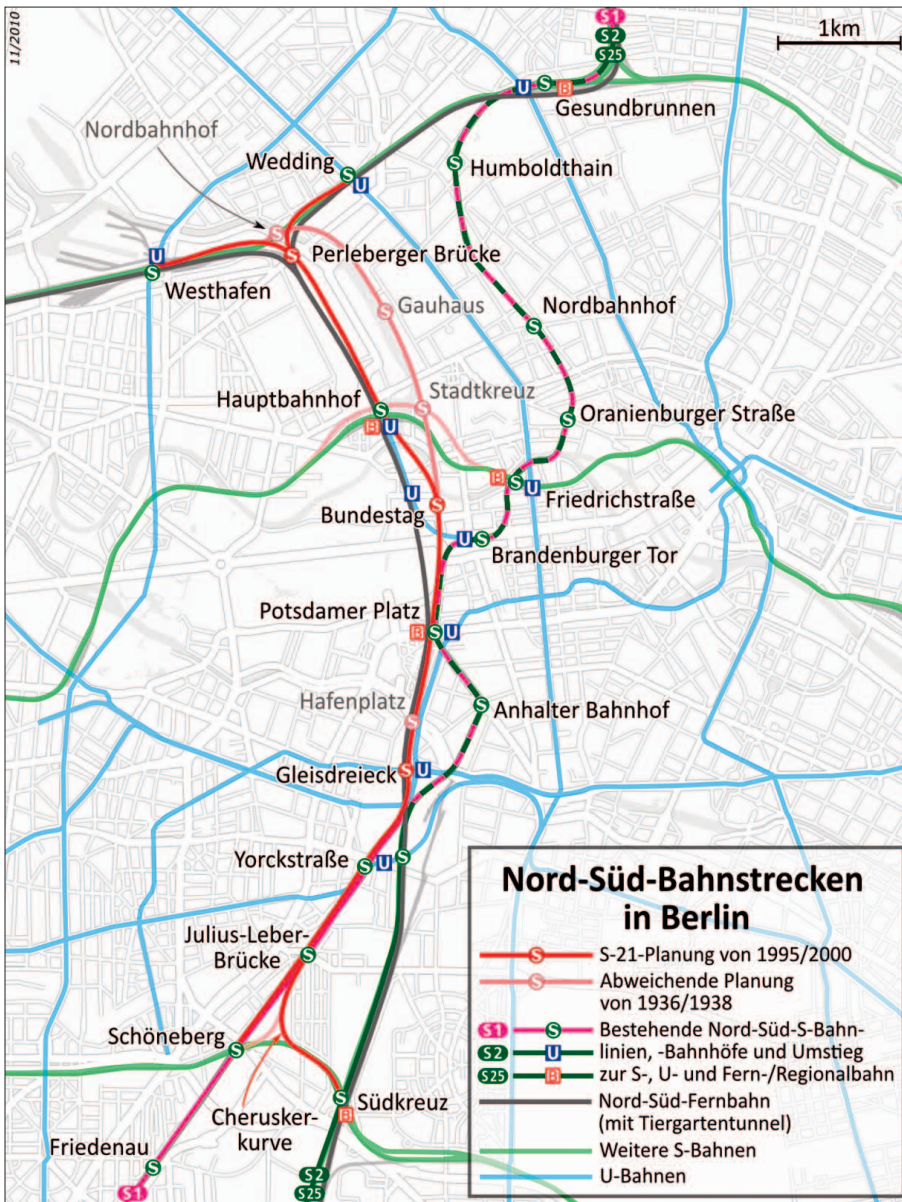 11/2010
S1
S2
S25
1km
Gesundbrunnen
U
B
Nordbahnhof
Wedding
S
U
S
Humboldthain
U
S
Perleberger Brücke
S
S
Westhafen
Gauhaus
S
Nordbahnhof
S
Hauptbahnhof
S
Stadtkreuz
S
Oranienburger Straße
S
B
U
B
S
U
Friedrichstraße
U
Bundestag
S
U
S
Brandenburger Tor
Potsdamer Platz
B
S
U
Hafenplatz
S
Anhalter Bahnhof
S
Gleisdreieck
S
U
Yorckstraße
S
U
S
Julius-Leber-
Brücke
S
Schöneberg
S
Cherusker-
kurve
Südkreuz
S
B
Friedenau
S
S1
S2
S25
Nord-Süd-Bahnstrecken
in Berlin
S
S-21-Planung von 1995/2000
S
Abweichende Planung
von 1936/1938
S1
S
Bestehende Nord-Süd-S-Bahn-
S2
U
linien, -Bahnhöfe und Umstieg
S25
B
zur S-, U- und Fern-/Regionalbahn
Nord-Süd-Fernbahn
(mit Tiergartentunnel)
Weitere S-Bahnen
U-Bahnen